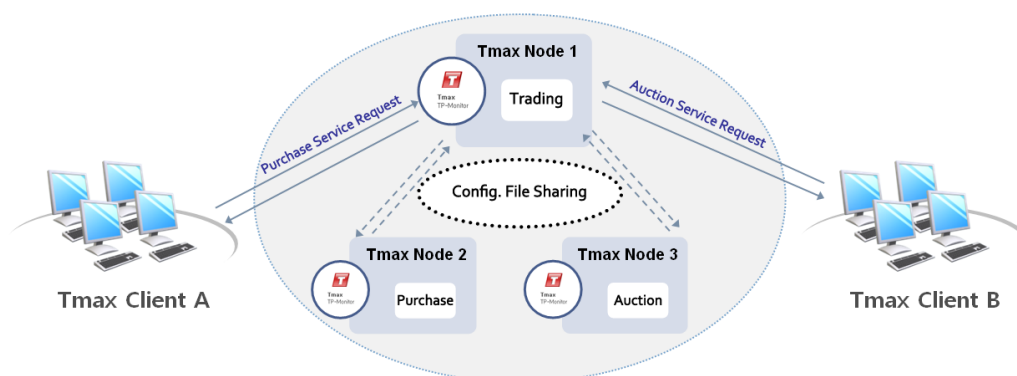 Tmax Node 1
T
Tmax
TP-Monitor
Trading
Purchase Service Request
Auction Service Request
Config. File Sharing
Tmax Node 2
T
Tmax
TP-Monitor
Purchase
Tmax Node 3
T
Tmax
TP-Monitor
Auction
Tmax Client A
Tmax Client B